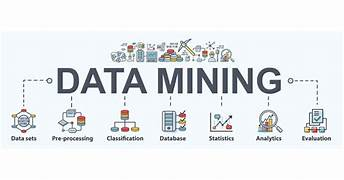 DATA MINING
Data sets
Pre-processing
Classification
Database
Statistics
Analytics
Evaluation